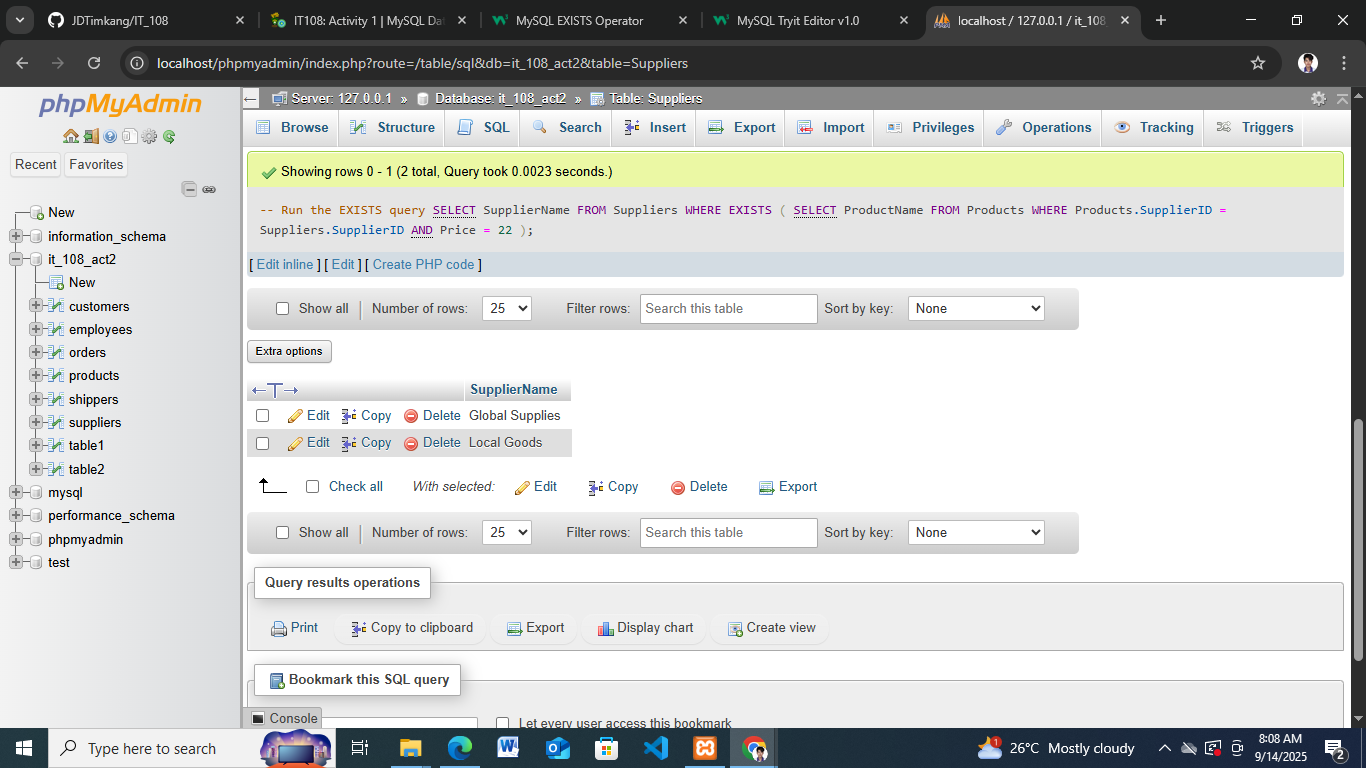 JDTimkang/IT_108
IT108: Activity 1 | MySQL Dat
MySQL EXISTS Operator
MySQL Tryit Editor v1.0
localhost / 127.0.0.1 / it_108
localhost/phpmyadmin/index.php?route=/table/sql&db=it_108_act2&table=Suppliers
phpMyAdmin
Recent
Favorites
New
information_schema
it_108_act2
New
customers
employees
orders
products
shippers
suppliers
table1
table2
mysql
performance_schema
phpmyadmin
test
Server: 127.0.0.1 » Database: it_108_act2 » Table: Suppliers
Browse Structure SQL Search Insert Export Import Privileges Operations Tracking Triggers
Showing rows 0 - 1 (2 total, Query took 0.0023 seconds.)
-- Run the EXISTS query SELECT SupplierName FROM Suppliers WHERE EXISTS ( SELECT ProductName FROM Products WHERE Products.SupplierID =
Suppliers.SupplierID AND Price = 22 );
[ Edit inline ] [ Edit ] [ Create PHP code ]
Show all | Number of rows: 25 Filter rows: Search this table Sort by key: None
Extra options
←T→ SupplierName
Edit Copy Delete Global Supplies
Edit Copy Delete Local Goods
Check all With selected: Edit Copy Delete Export
Show all | Number of rows: 25 Filter rows: Search this table Sort by key: None
Query results operations
Print Copy to clipboard Export Display chart Create view
Bookmark this SQL query
Console
Let every user access this bookmark
Type here to search
1
26°C Mostly cloudy
8:08 AM
9/14/2025
2